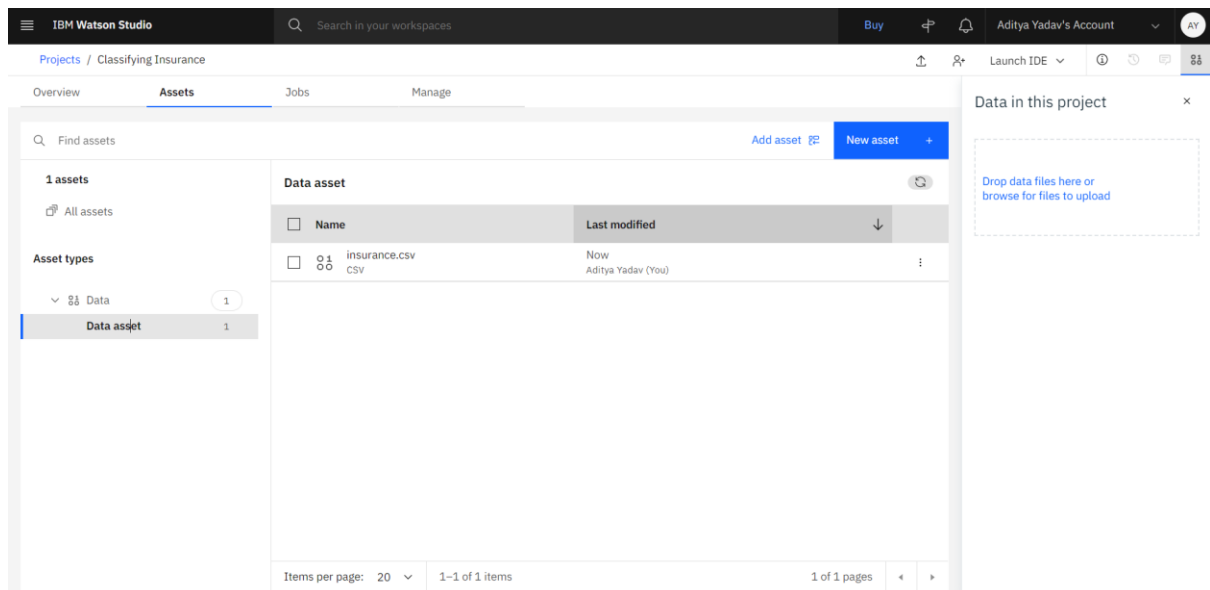 IBM Watson Studio
Search in your workspaces
Buy
Aditya Yadav's Account
AY
Projects / Classifying Insurance
Launch IDE
Overview
Assets
Jobs
Manage
Data in this project
Find assets
Add asset
New asset +
1 assets
All assets
Data asset
Drop data files here or
browse for files to upload
Name
Last modified
Asset types
insurance.csv
CSV
Now
Aditya Yadav (You)
Data
1
Data asset
1
Items per page: 20
1–1 of 1 items
1 of 1 pages